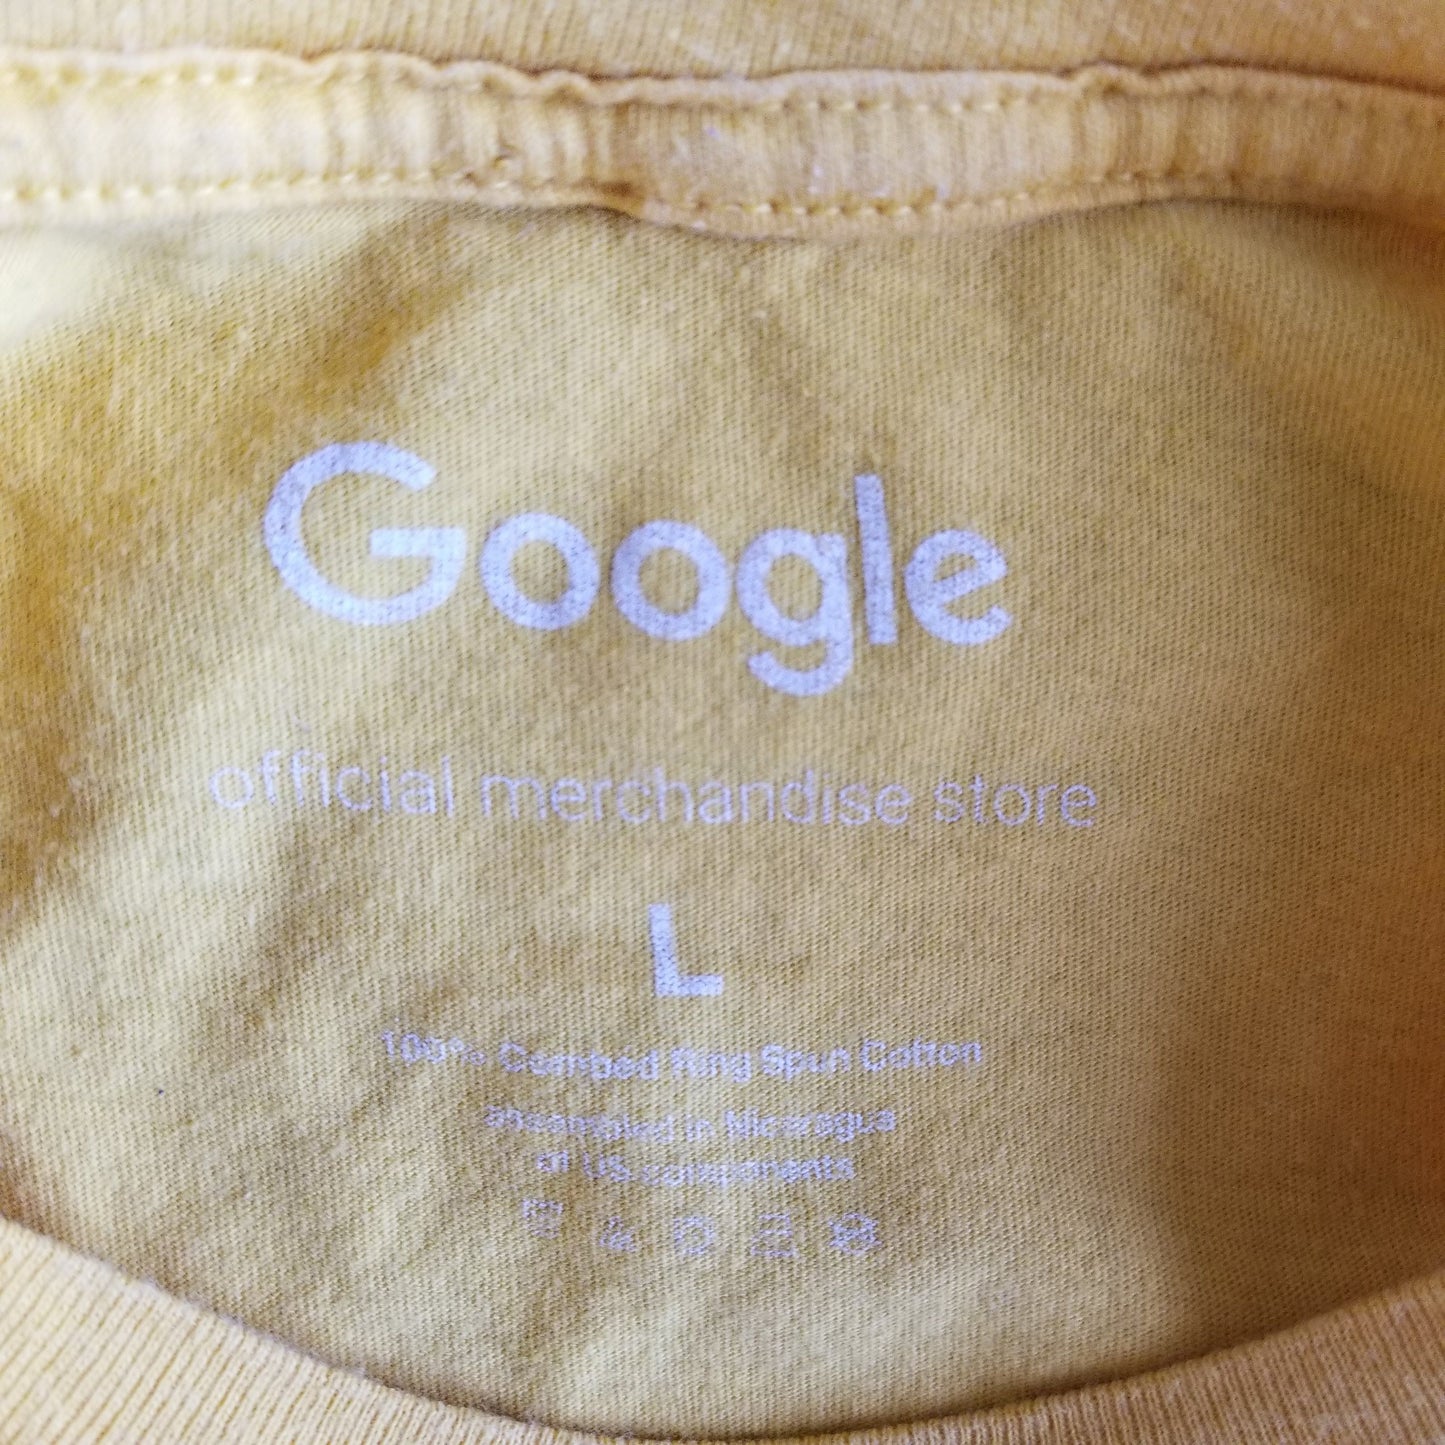 Google
official merchandise store
L
100% Combed Ring Spun Cotton
assembled in Nicaragua
of US components